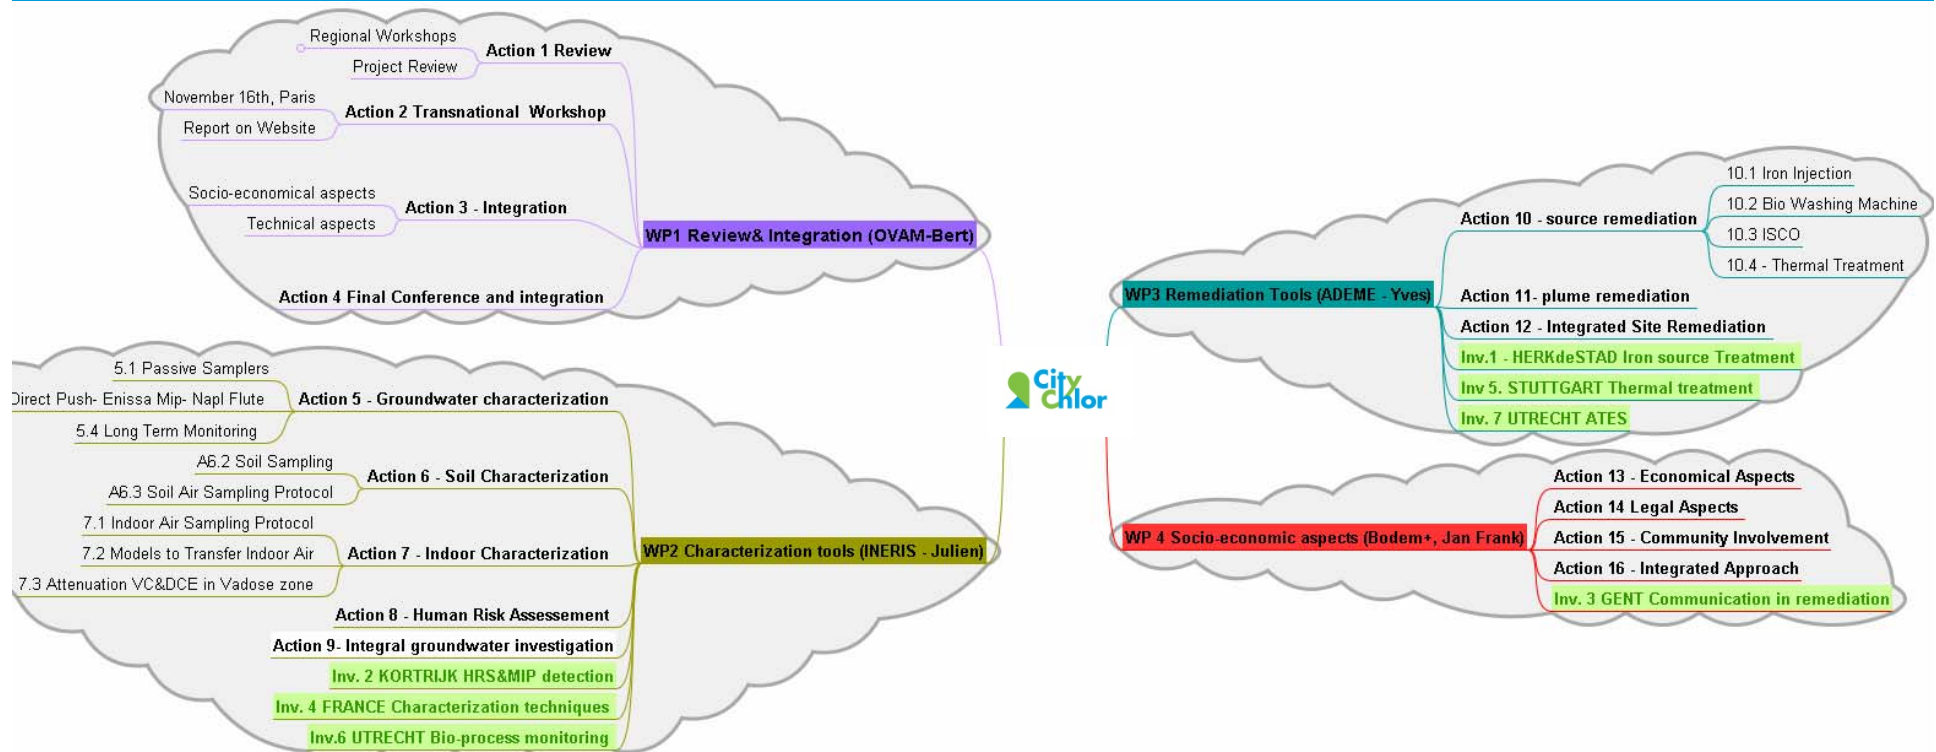 Regional Workshops
Project Review
Action 1 Review
November 16th, Paris
Report on Website
Action 2 Transnational  Workshop
Socio-economical aspects
Technical aspects
Action 3 - Integration
Action 4 Final Conference and integration
WP1 Review& Integration (OVAM-Bert)
5.1 Passive Samplers
Direct Push- Enissa Mip- Napl Flute
5.4 Long Term Monitoring
Action 5 - Groundwater characterization
A6.2 Soil Sampling
A6.3 Soil Air Sampling Protocol
Action 6 - Soil Characterization
7.1 Indoor Air Sampling Protocol
7.2 Models to Transfer Indoor Air
7.3 Attenuation VC&DCE in Vadose zone
Action 7 - Indoor Characterization
Action 8 - Human Risk Assessement
Action 9- Integral groundwater investigation
Inv. 2 KORTRIJK HRS&MIP detection
Inv. 4 FRANCE Characterization techniques
Inv.6 UTRECHT Bio-process monitoring
WP2 Characterization tools (INERIS - Julien)
City
Chlor
WP3 Remediation Tools (ADEME - Yves)
Action 10 - source remediation
10.1 Iron Injection
10.2 Bio Washing Machine
10.3 ISCO
10.4 - Thermal Treatment
Action 11- plume remediation
Action 12 - Integrated Site Remediation
Inv.1 - HERKdeSTAD Iron source Treatment
Inv 5. STUTTGART Thermal treatment
Inv. 7 UTRECHT ATES
WP 4 Socio-economic aspects (Bodem+, Jan Frank)
Action 13 - Economical Aspects
Action 14 Legal Aspects
Action 15 - Community Involvement
Action 16 - Integrated Approach
Inv. 3 GENT Communication in remediation